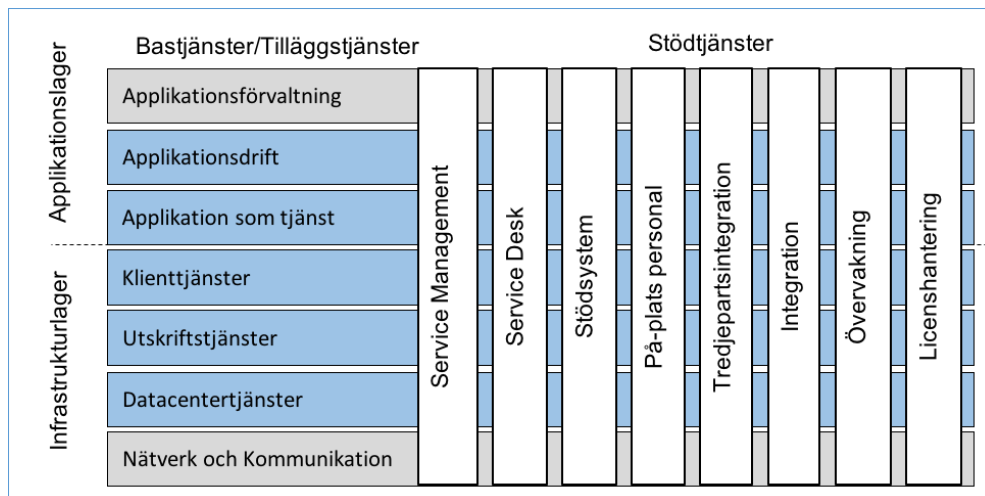 Bastjänster/Tilläggstjänster
Stödtjänster
Applikationslager
Applikationsförvaltning
Applikationsdrift
Applikation som tjänst
Infrastrukturlager
Klienttjänster
Utskriftstjänster
Datacentertjänster
Nätverk och Kommunikation
Service Management
Service Desk
Stödsystem
På-plats personal
Tredjepartsintegration
Integration
Övervakning
Licenshantering